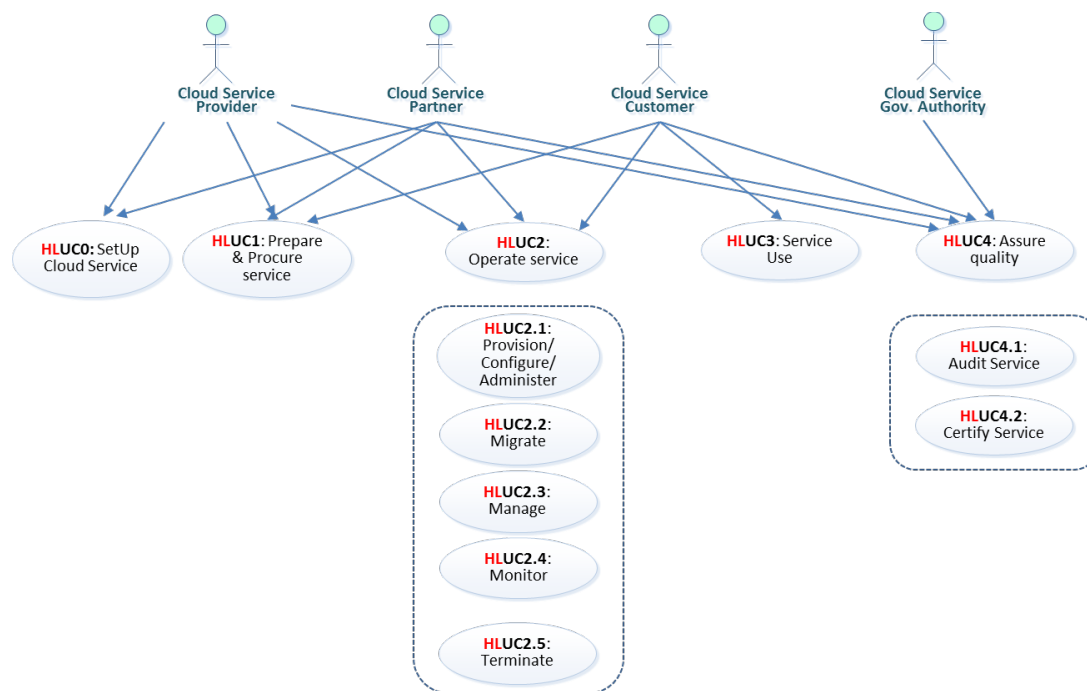 Cloud Service
Provider
Cloud Service
Partner
Cloud Service
Customer
Cloud Service
Gov. Authority
HLUC0: SetUp
Cloud Service
HLUC1: Prepare
& Procure
service
HLUC2:
Operate service
HLUC3: Service
Use
HLUC4: Assure
quality
HLUC2.1:
Provision/
Configure/
Administer
HLUC2.2:
Migrate
HLUC2.3:
Manage
HLUC2.4:
Monitor
HLUC2.5:
Terminate
HLUC4.1:
Audit Service
HLUC4.2:
Certify Service